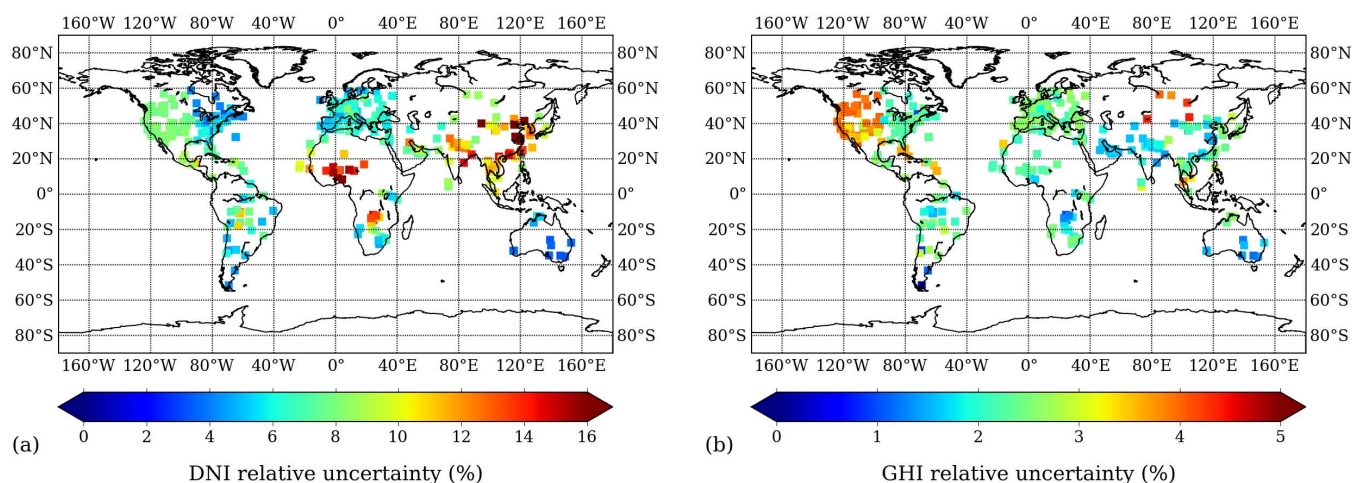 160°W 120°W 80°W 40°W 0° 40°E 80°E 120°E 160°E
80°N 80°N
60°N 60°N
40°N 40°N
20°N 20°N
0° 0°
20°S 20°S
40°S 40°S
60°S 60°S
80°S 80°S
160°W 120°W 80°W 40°W 0° 40°E 80°E 120°E 160°E
0 2 4 6 8 10 12 14 16
(a)
DNI relative uncertainty (%)
160°W 120°W 80°W 40°W 0° 40°E 80°E 120°E 160°E
80°N 80°N
60°N 60°N
40°N 40°N
20°N 20°N
0° 0°
20°S 20°S
40°S 40°S
60°S 60°S
80°S 80°S
160°W 120°W 80°W 40°W 0° 40°E 80°E 120°E 160°E
0 1 2 3 4 5
(b)
GHI relative uncertainty (%)